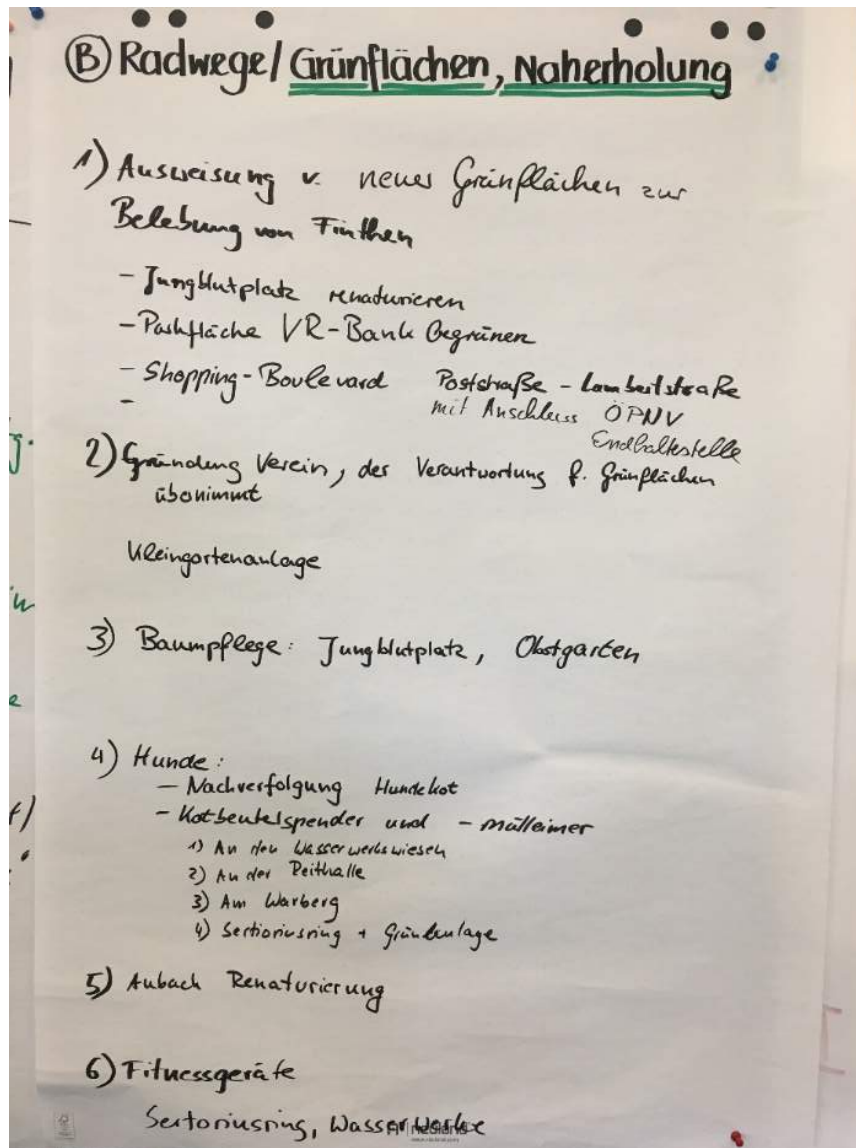 B Radwege/ Grünflächen, Naherholung
1) Ausweisung v. neuer Grünflächen zur
Belebung von Finthen
- Jungblutplatz renaturieren
- Parkfläche VR-Bank begrünen
- Shopping-Boulevard Poststraße - Lambertstraße
-
mit Anschluss ÖPNV
Endhaltestelle
2) Gründung Verein, der Verantwortung f. Grünflächen
übernimmt
Kleingartenanlage
3) Baumpflege: Jungblutplatz, Obstgarten
4) Hunde:
- Nachverfolgung Hundekot
- Kotbeutelspender und - mülleimer
1) An den Wasserwerkswiesen
2) An der Reithalle
3) Am Warberg
4) Sertoriusring + Grünanlage
5) Aubach Renaturierung
6) Fitnessgeräte
Sertoriusring, Wasserwerke